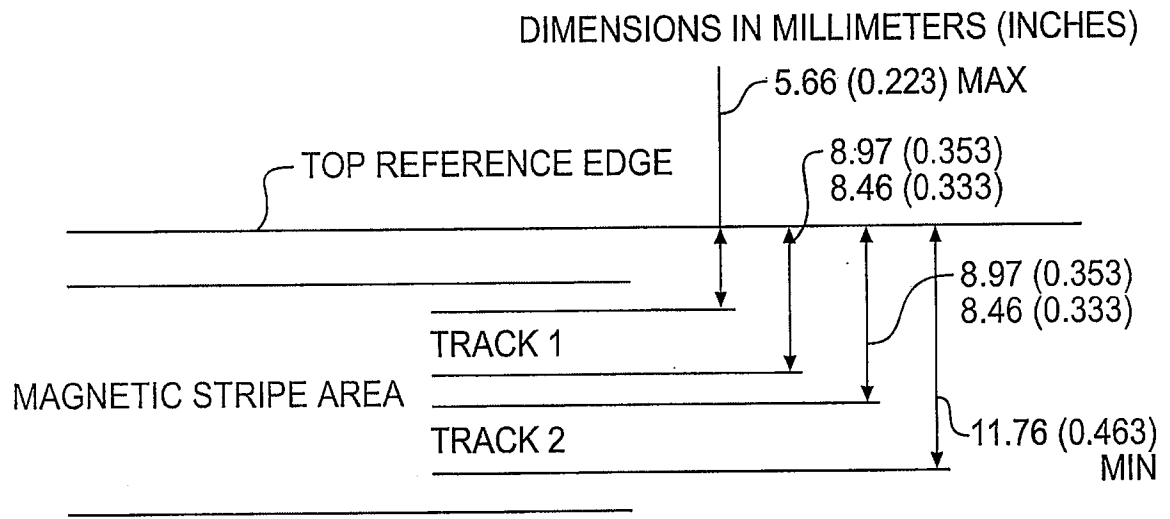 DIMENSIONS IN MILLIMETERS (INCHES)
5.66 (0.223) MAX
TOP REFERENCE EDGE
8.97 (0.353)
8.46 (0.333)
8.97 (0.353)
8.46 (0.333)
TRACK 1
MAGNETIC STRIPE AREA
TRACK 2
11.76 (0.463)
MIN